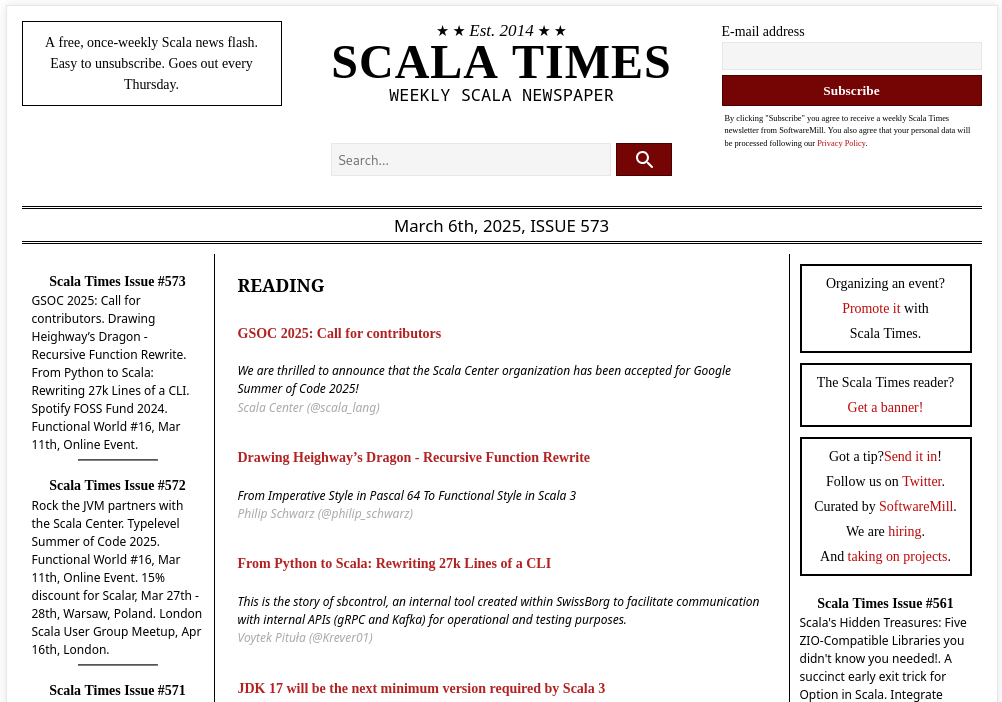 A free, once-weekly Scala news flash.
Easy to unsubscribe. Goes out every
Thursday.
★ ★ Est. 2014 ★ ★
SCALA TIMES
WEEKLY SCALA NEWSPAPER
E-mail address
Subscribe
By clicking "Subscribe" you agree to receive a weekly Scala Times
newsletter from SoftwareMill. You also agree that your personal data will
be processed following our Privacy Policy.
Search...
March 6th, 2025, ISSUE 573
Scala Times Issue #573
GSOC 2025: Call for
contributors. Drawing
Heighway’s Dragon -
Recursive Function Rewrite.
From Python to Scala:
Rewriting 27k Lines of a CLI.
Spotify FOSS Fund 2024.
Functional World #16, Mar
11th, Online Event.
Scala Times Issue #572
Rock the JVM partners with
the Scala Center. Typelevel
Summer of Code 2025.
Functional World #16, Mar
11th, Online Event. 15%
discount for Scalar, Mar 27th -
28th, Warsaw, Poland. London
Scala User Group Meetup, Apr
16th, London.
Scala Times Issue #571
READING
GSOC 2025: Call for contributors
We are thrilled to announce that the Scala Center organization has been accepted for Google
Summer of Code 2025!
Scala Center (@scala_lang)
Drawing Heighway’s Dragon - Recursive Function Rewrite
From Imperative Style in Pascal 64 To Functional Style in Scala 3
Philip Schwarz (@philip_schwarz)
From Python to Scala: Rewriting 27k Lines of a CLI
This is the story of sbcontrol, an internal tool created within SwissBorg to facilitate communication
with internal APIs (gRPC and Kafka) for operational and testing purposes.
Voytek Pituła (@Krever01)
JDK 17 will be the next minimum version required by Scala 3
Organizing an event?
Promote it with
Scala Times.
The Scala Times reader?
Get a banner!
Got a tip?Send it in!
Follow us on Twitter.
Curated by SoftwareMill.
We are hiring.
And taking on projects.
Scala Times Issue #561
Scala's Hidden Treasures: Five
ZIO-Compatible Libraries you
didn't know you needed!. A
succinct early exit trick for
Option in Scala. Integrate